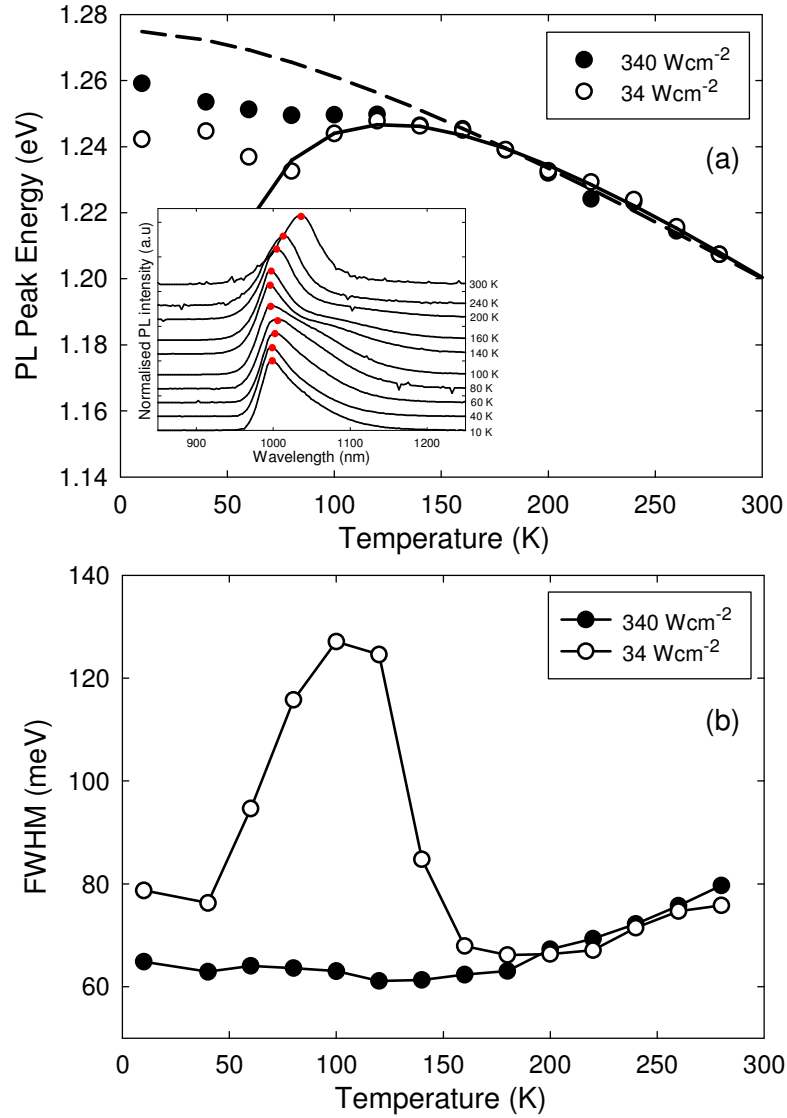 1.28
1.26
1.24
1.22
1.20
1.18
1.16
1.14
PL Peak Energy (eV)
340 Wcm-2
34 Wcm-2
(a)
Normalised PL intensity (a.u)
300 K
240 K
200 K
160 K
140 K
100 K
80 K
60 K
40 K
10 K
900 1000 1100 1200
Wavelength (nm)
0 50 100 150 200 250 300
Temperature (K)
140
120
100
80
60
40
FWHM (meV)
340 Wcm-2
34 Wcm-2
(b)
0 50 100 150 200 250 300
Temperature (K)